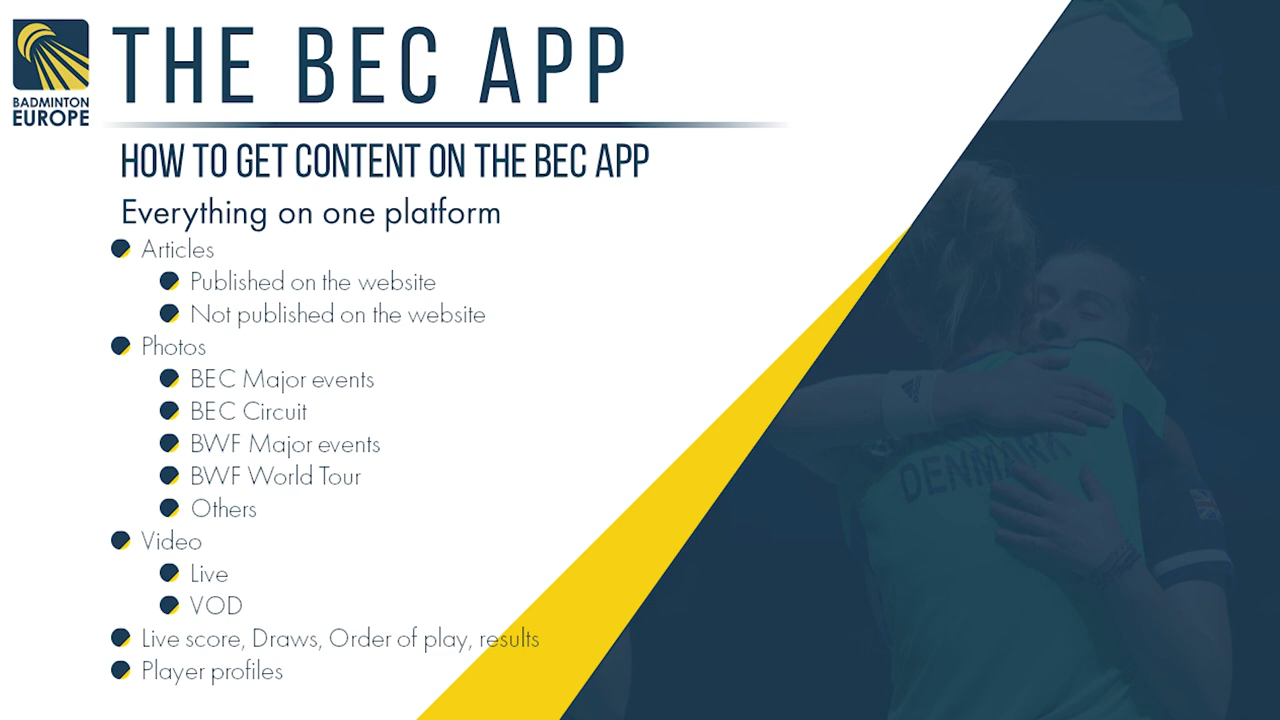 THE BEC APP
BADMINTON
EUROPE
HOW TO GET CONTENT ON THE BEC APP
Everything on one platform
Articles
Published on the website
Not published on the website
Photos
BEC Major events
BEC Circuit
BWF Major events
BWF World Tour
Others
Video
Live
VOD
Live score, Draws, Order of play, results
Player profiles
DENMARK